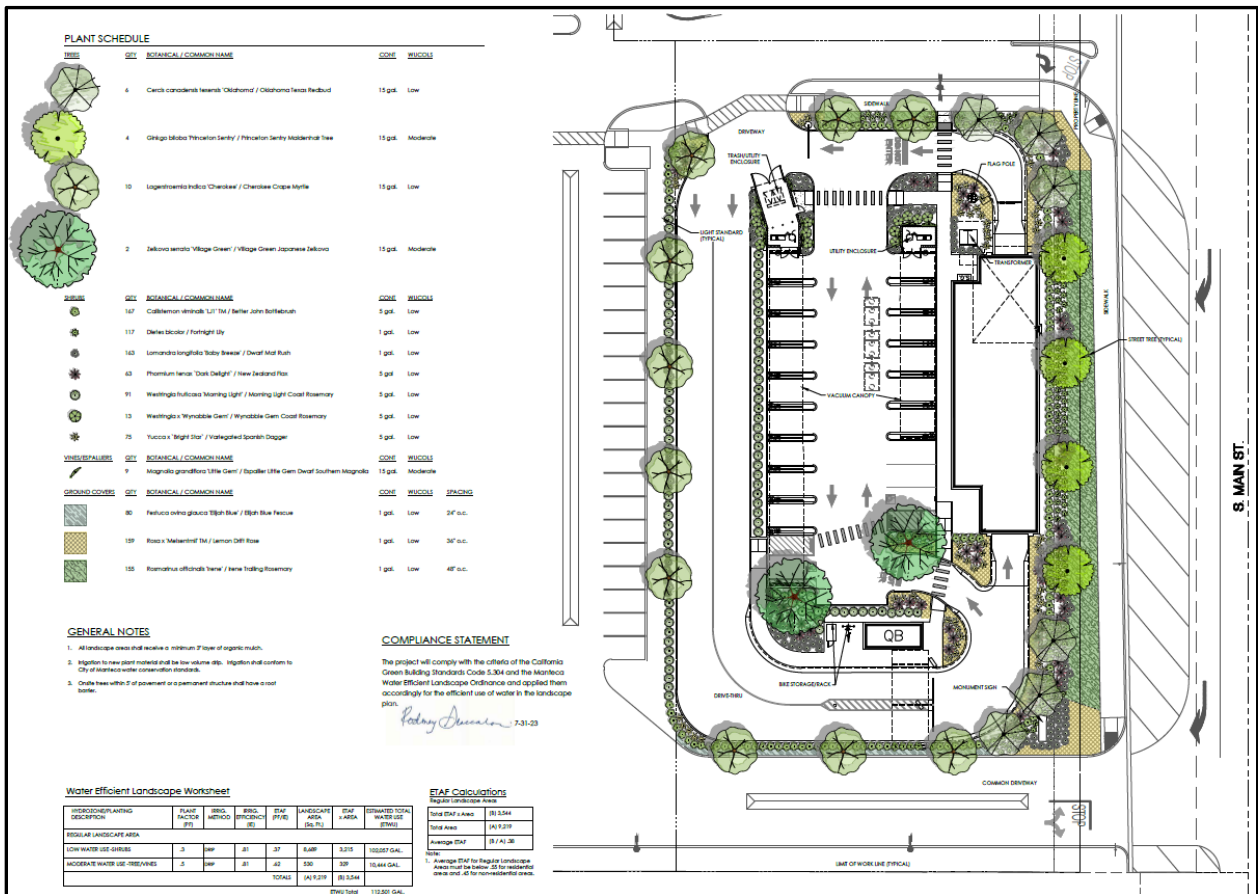 PLANT SCHEDULE
TREES QTY BOTANICAL / COMMON NAME CONT WUCOLS
6 Cercis canadensis texensis 'Oklahoma' / Oklahoma Texas Redbud 15 gal. Low
4 Ginkgo biloba 'Princeton Sentry' / Princeton Sentry Maidenhair Tree 15 gal. Moderate
10 Lagerstroemia indica 'Cherokee' / Cherokee Crape Myrtle 15 gal. Low
2 Zelkova serrata 'Village Green' / Village Green Japanese Zelkova 15 gal. Moderate
SHRUBS QTY BOTANICAL / COMMON NAME CONT WUCOLS
167 Callistemon viminalis 'LJ1' TM / Better John Bottlebrush 5 gal. Low
117 Dietes bicolor / Fortnight Lily 1 gal. Low
163 Lomandra longifolia 'Baby Breeze' / Dwarf Mat Rush 1 gal. Low
63 Phormium tenax 'Dark Delight' / New Zealand Flax 5 gal Low
91 Westringia fruticosa 'Morning Light' / Morning Light Coast Rosemary 5 gal. Low
13 Westringia x 'Wynabbie Gem' / Wynabbie Gem Coast Rosemary 5 gal. Low
75 Yucca x 'Bright Star' / Variegated Spanish Dagger 5 gal. Low
VINES/ESPALIERS QTY BOTANICAL / COMMON NAME CONT WUCOLS
9 Magnolia grandiflora 'Little Gem' / Espalier Little Gem Dwarf Southern Magnolia 15 gal. Moderate
GROUND COVERS QTY BOTANICAL / COMMON NAME CONT WUCOLS SPACING
80 Festuca ovina glauca 'Elijah Blue' / Elijah Blue Fescue 1 gal. Low 24" o.c.
159 Rosa x 'Meisentmil' TM / Lemon Drift Rose 1 gal. Low 36" o.c.
155 Rosmarinus officinalis 'Irene' / Irene Trailing Rosemary 1 gal. Low 48" o.c.
GENERAL NOTES
1. All landscape areas shall receive a minimum 3" layer of organic mulch.
2. Irrigation to new plant material shall be low volume drip. Irrigation shall conform to
City of Manteca water conservation standards.
3. Onsite trees within 5' of pavement or a permanent structure shall have a root
barrier.
COMPLIANCE STATEMENT
The project will comply with the criteria of the California
Green Building Standards Code 5.304 and the Manteca
Water Efficient Landscape Ordinance and applied them
accordingly for the efficient use of water in the landscape
plan.
7-31-23
Water Efficient Landscape Worksheet
HYDROZONE/PLANTING DESCRIPTION PLANT FACTOR (PF) IRRIG. METHOD IRRIG. EFFICIENCY (IE) ETAF (PF/IE) LANDSCAPE AREA (Sq. Ft.) ETAF x AREA ESTIMATED TOTAL WATER USE (ETWU)
REGULAR LANDSCAPE AREA
LOW WATER USE -SHRUBS .3 DRIP .81 .37 8,689 3,215 102,057 GAL.
MODERATE WATER USE -TREE/VINES .5 DRIP .81 .62 530 329 10,444 GAL.
TOTALS (A) 9,219 (B) 3,544
ETWU Total 112,501 GAL.
ETAF Calculations
Regular Landscape Areas
Total ETAF x Area (B) 3,544
Total Area (A) 9,219
Average ETAF (B / A) .38
Note:
1. Average ETAF for Regular Landscape
Areas must be below .55 for residential
areas and .45 for non-residential areas.
STOP
SIDEWALK
PROPERTY LINE
DRIVEWAY
DO NOT
ENTER
TRASH/UTILITY
ENCLOSURE
FLAG POLE
LIGHT STANDARD
(TYPICAL)
UTILITY ENCLOSURE
TRANSFORMER
SIDEWALK
STREET TREE (TYPICAL)
VACUUM CANOPY
S. MAIN ST.
QB
BIKE STORAGE/RACK
DRIVE-THRU
MONUMENT SIGN
COMMON DRIVEWAY
STOP
LIMIT OF WORK LINE (TYPICAL)